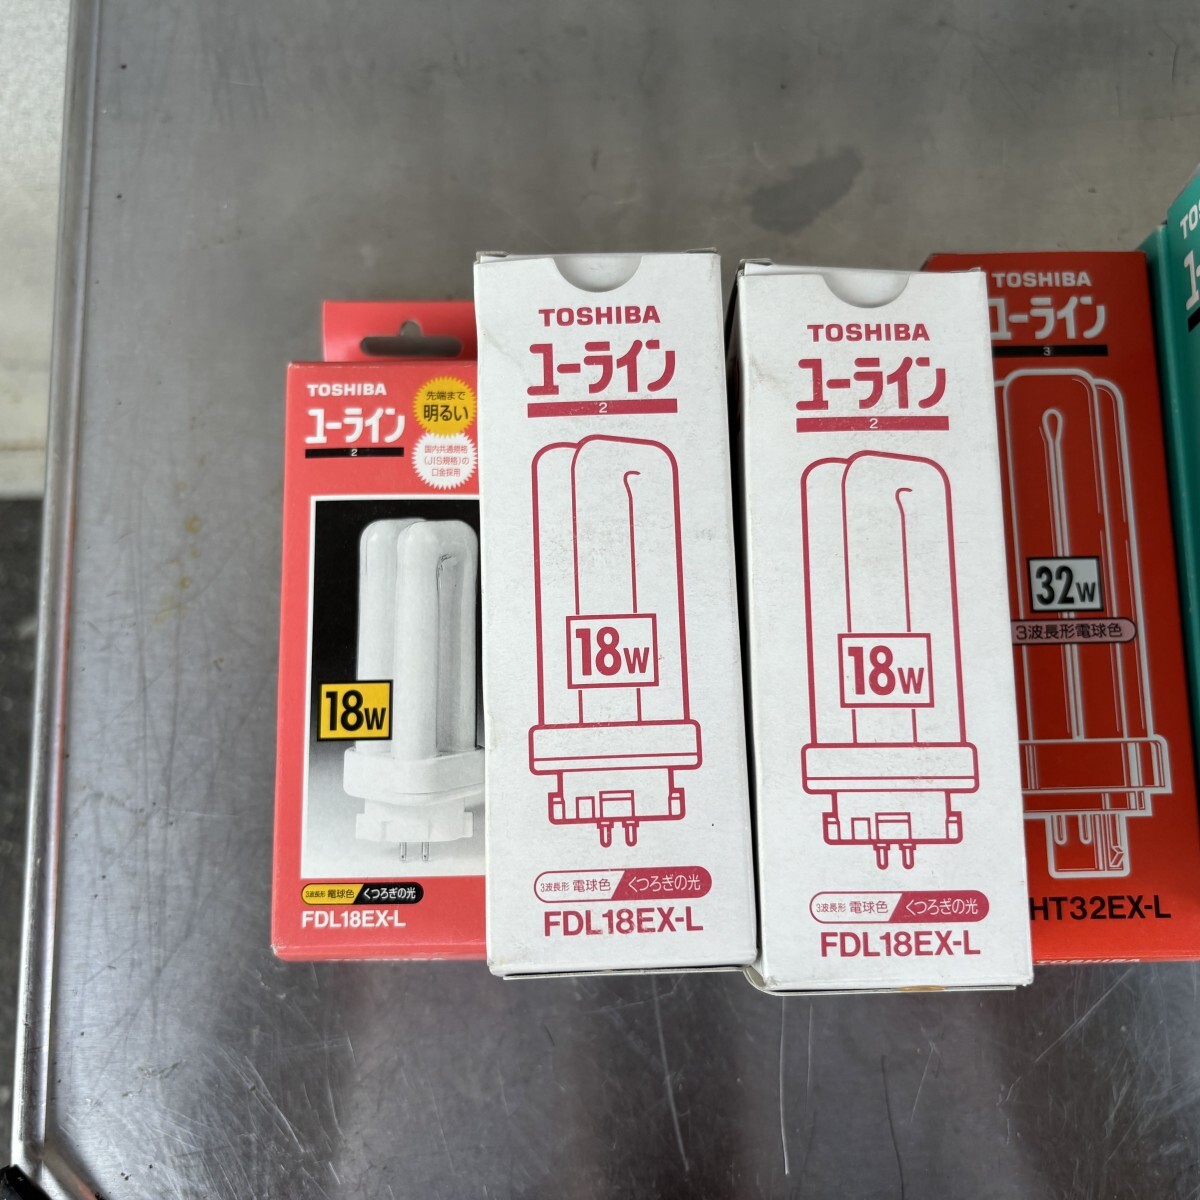 TOSHIBA
ユーライン
2
先端まで
明るい
国内共通規格
(JIS規格)の
口金採用
18W
3波長形 電球色 くつろぎの光
FDL18EX-L
TOSHIBA
ユーライン
2
18W
3波長形 電球色 くつろぎの光
FDL18EX-L
TOSHIBA
ユーライン
2
18W
3波長形 電球色 くつろぎの光
FDL18EX-L
TOSHIBA
ユーライン
3
32W
3波長形電球色
HT32EX-L
TOSHIBA